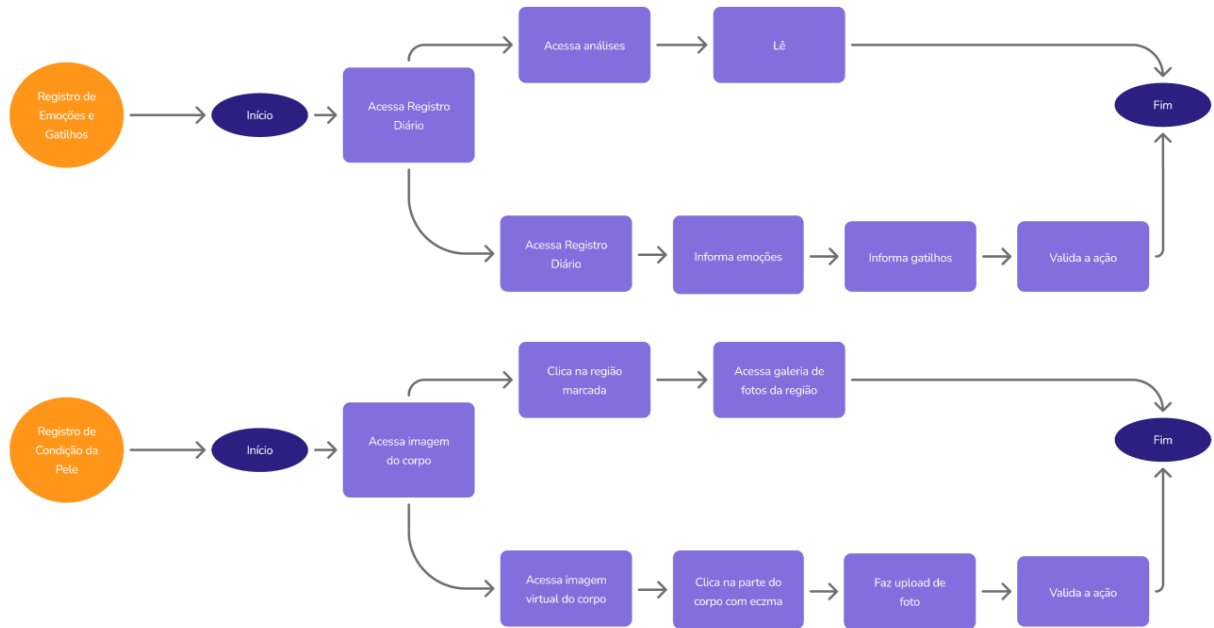 Registro de
Emoções e
Gatilhos
Início
Acessa Registro
Diário
Acessa análises
Lê
Fim
Acessa Registro
Diário
Informa emoções
Informa gatilhos
Valida a ação
Registro de
Condição da
Pele
Início
Acessa imagem
do corpo
Clica na região
marcada
Acessa galeria de
fotos da região
Fim
Acessa imagem
virtual do corpo
Clica na parte do
corpo com eczma
Faz upload de
foto
Valida a ação